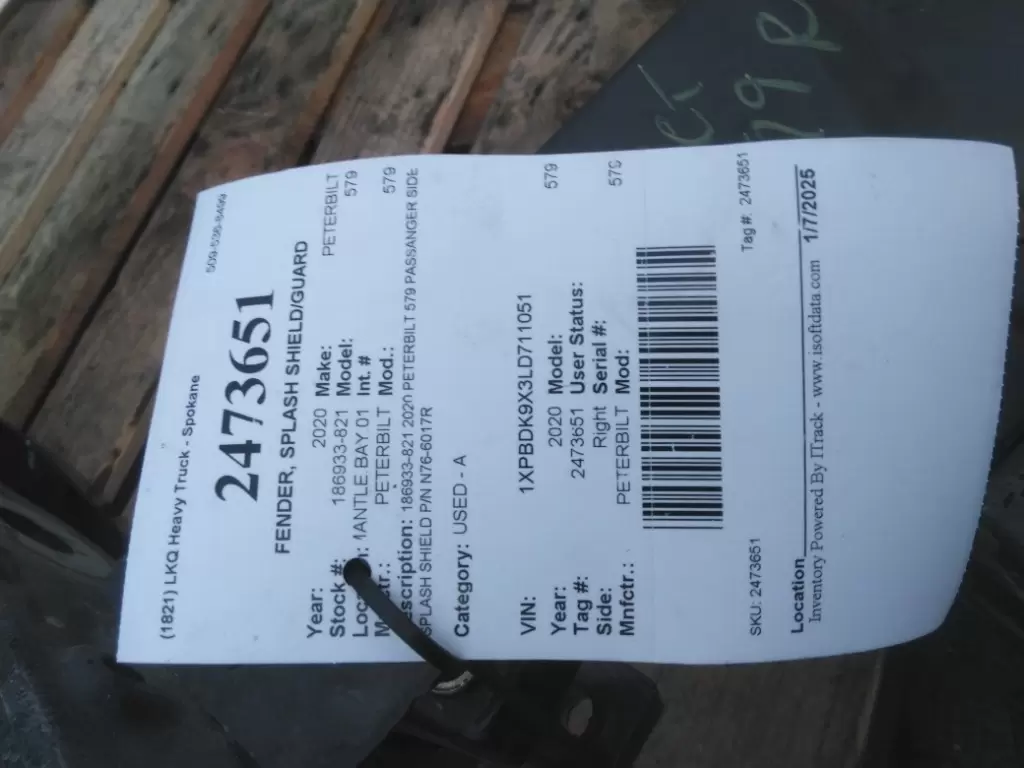 (1821) LKQ Heavy Truck - Spokane
509-536-8499
2473651
FENDER, SPLASH SHIELD/GUARD
Year: 2020 Make: PETERBILT
Stock #: 186933-821 Model: 579
MANTLE BAY 01 Int. #
PETERBILT Mod.: 579
Description: 186933-821 2020 PETERBILT 579 PASSANGER SIDE
SPLASH SHIELD P/N N76-6017R
Category: USED - A
VIN: 1XPBDK9X3LD711051
Year: 2020 Model: 579
Tag #: 2473651 User Status:
Side: Right Serial #:
Mnfctr.: PETERBILT Mod: 579
SKU: 2473651 Tag #: 2473651
Location 1/7/2025
Inventory Powered By ITrack - www.isoftdata.com